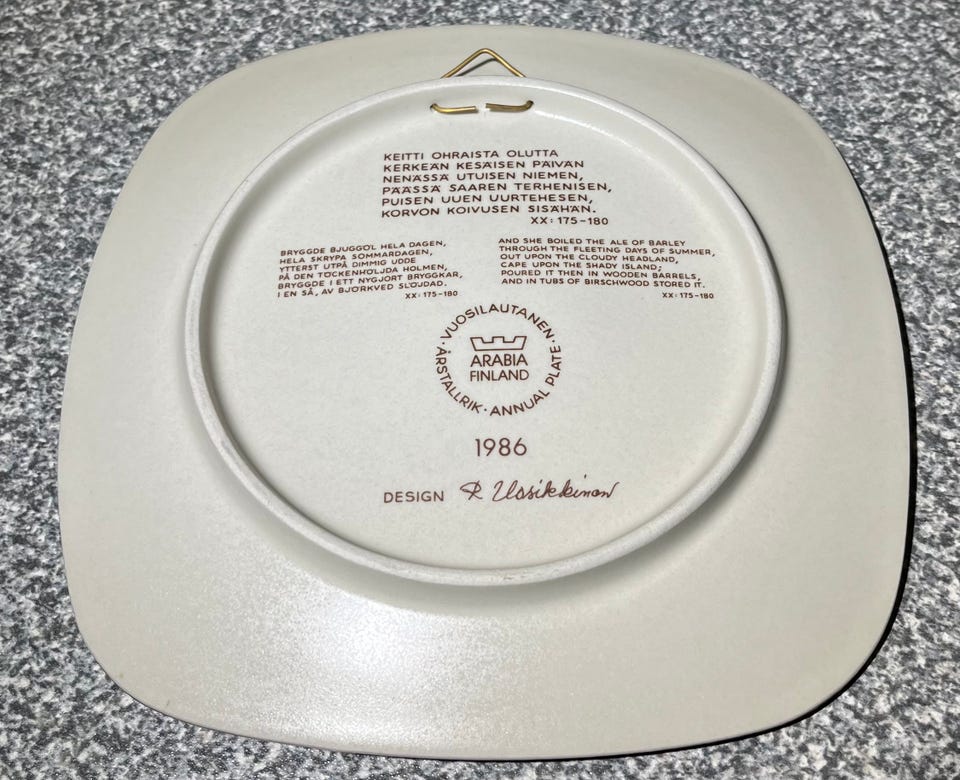 KEITTI OHRAISTA OLUTTA
KERKEÄN KESÄISEN PÄIVÄN
NENÄSSÄ UTUISEN NIEMEN,
PÄÄSSÄ SAAREN TERHENISEN,
PUISEN UUEN UURTEHESEN,
KORVON KOIVUSEN SISÄHÄN.
XX: 175-180
BRYGGDE BJUGGÖL HELA DAGEN,
HELA SKRYPA SOMMARDAGEN,
YTTERST UTPÅ DIMMIG UDDE
PÅ DEN TÖCKENHÖLJDA HOLMEN,
BRYGGDE I ETT NYGJORT BRYGGKAR,
I EN SÅ, AV BJÖRKVED SLÖJDAD.
XX: 175-180
AND SHE BOILED THE ALE OF BARLEY
THROUGH THE FLEETING DAYS OF SUMMER,
OUT UPON THE CLOUDY HEADLAND,
CAPE UPON THE SHADY ISLAND;
POURED IT THEN IN WOODEN BARRELS,
AND IN TUBS OF BIRSCHWOOD STORED IT.
XX: 175-180
·VUOSILAUTANEN·
ÅRSTALLRIK·ANNUAL PLATE
ARABIA
FINLAND
1986
DESIGN R Uosikkinen